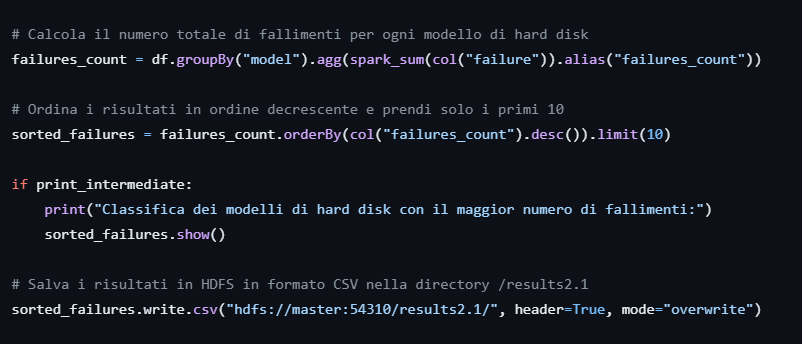 # Calcola il numero totale di fallimenti per ogni modello di hard disk
failures_count = df.groupBy("model").agg(spark_sum(col("failure")).alias("failures_count"))
# Ordina i risultati in ordine decrescente e prendi solo i primi 10
sorted_failures = failures_count.orderBy(col("failures_count").desc()).limit(10)
if print_intermediate:
    print("Classifica dei modelli di hard disk con il maggior numero di fallimenti:")
    sorted_failures.show()
# Salva i risultati in HDFS in formato CSV nella directory /results2.1
sorted_failures.write.csv("hdfs://master:54310/results2.1/", header=True, mode="overwrite")